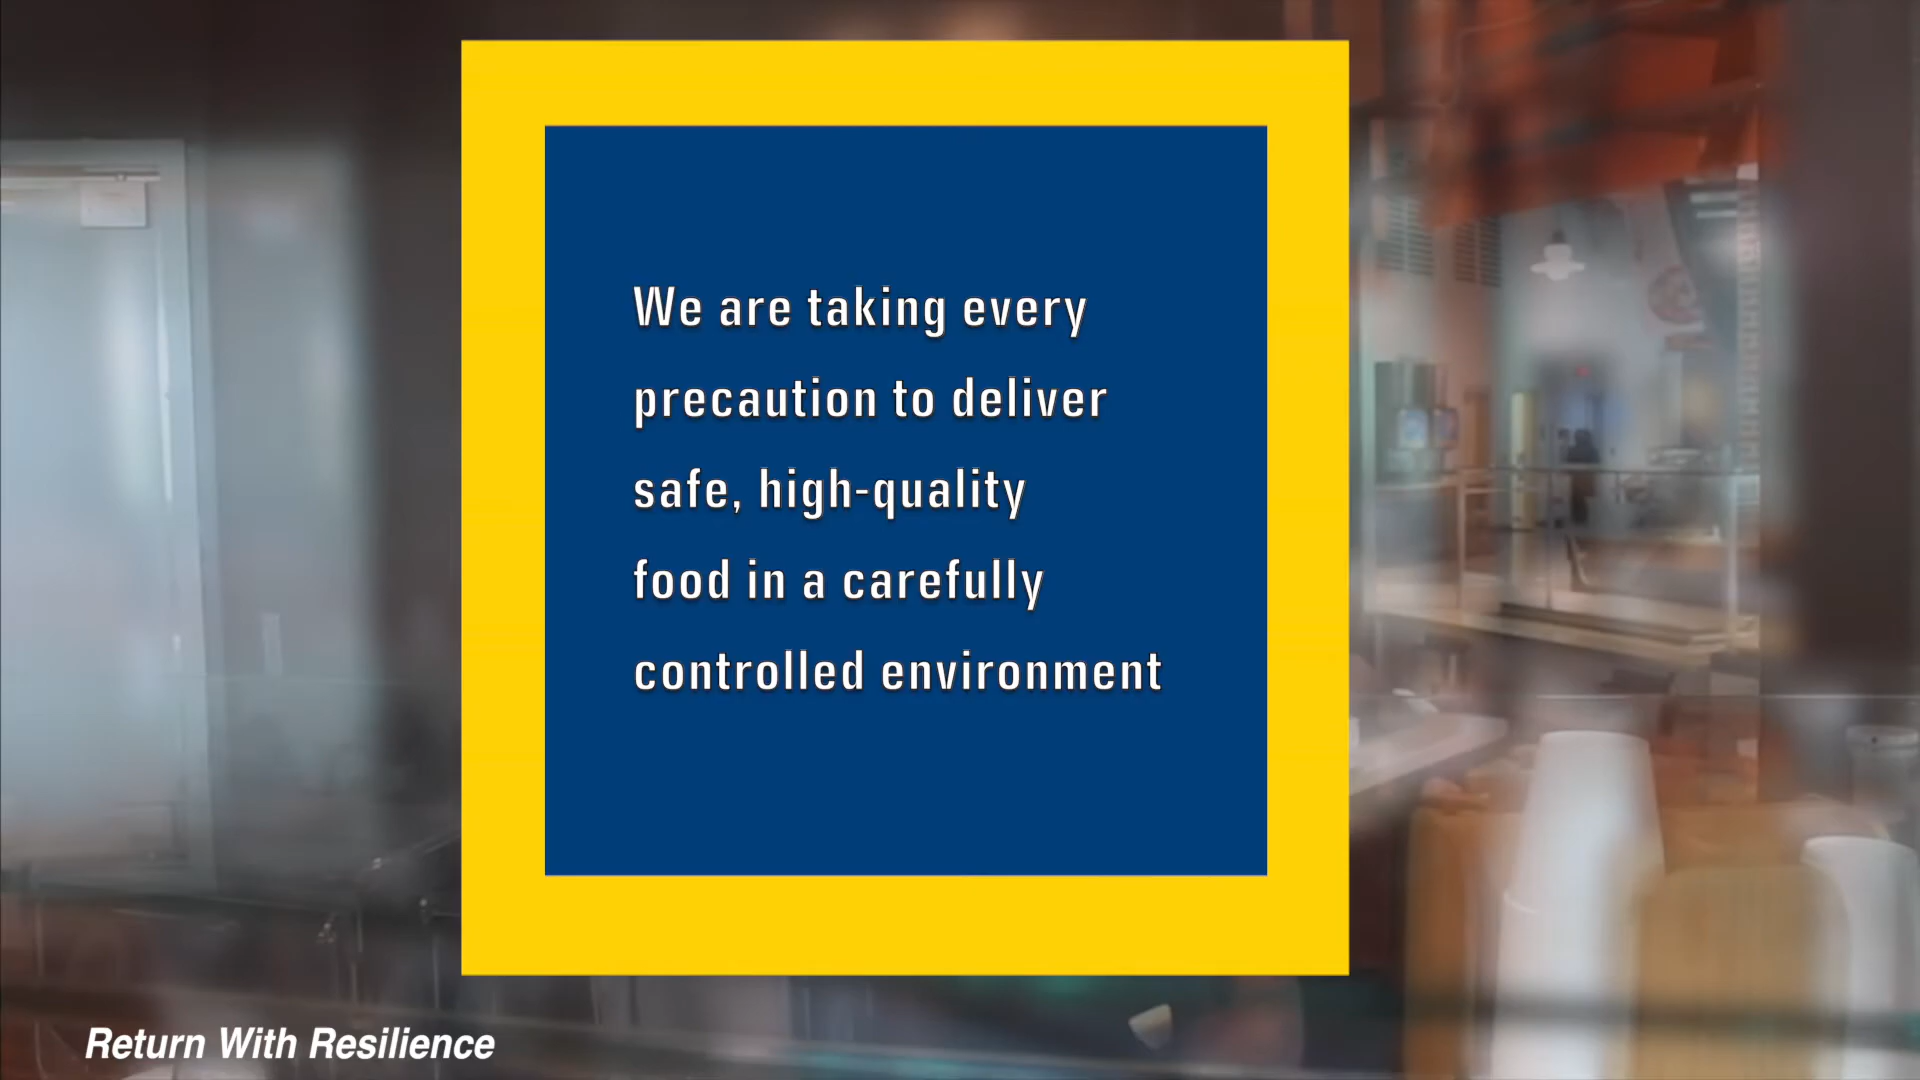 We are taking every
precaution to deliver
safe, high-quality
food in a carefully
controlled environment
Return With Resilience